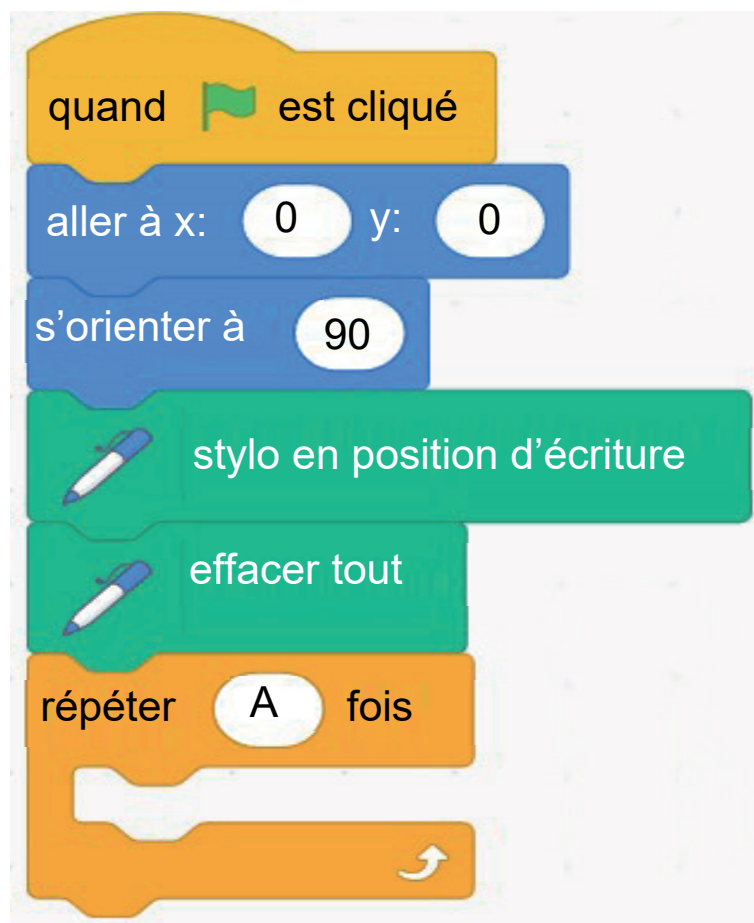 quand est cliqué
aller à x: 0 y: 0
s’orienter à 90
stylo en position d’écriture
effacer tout
répéter A fois